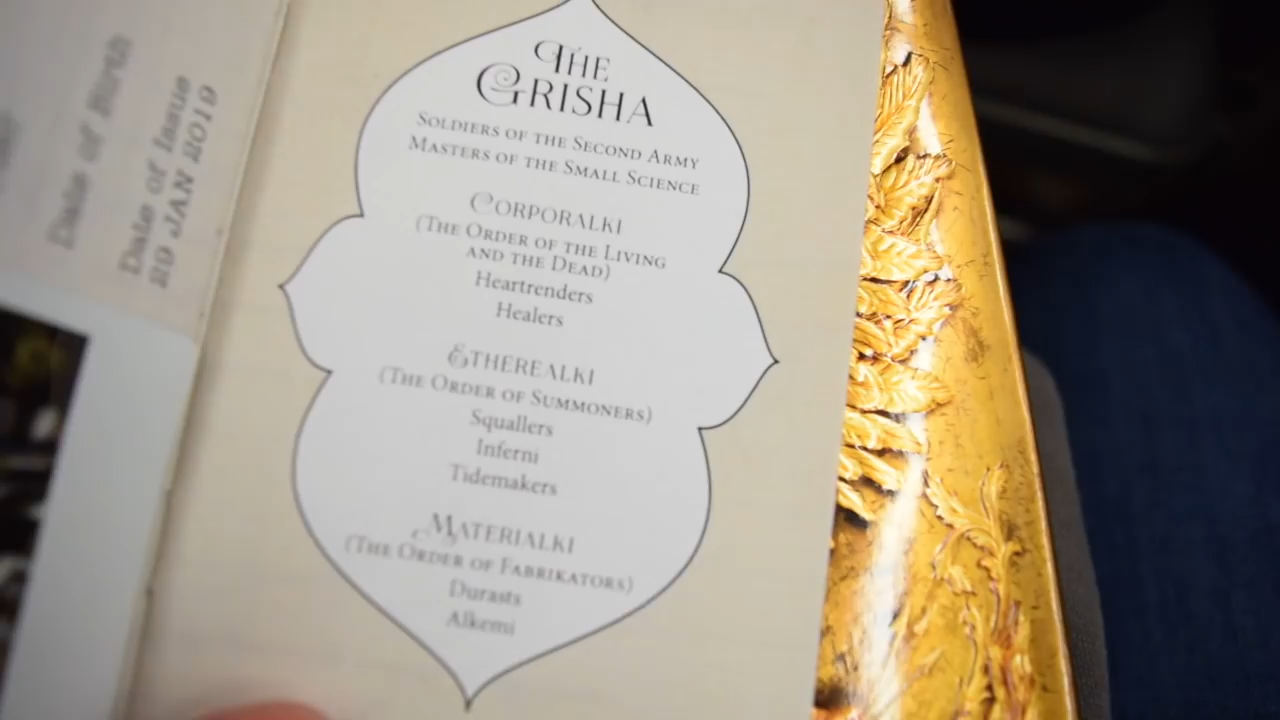 Date of Birth
Date of Issue
29 JAN 2019
THE
GRISHA
SOLDIERS OF THE SECOND ARMY
MASTERS OF THE SMALL SCIENCE
CORPORALKI
(THE ORDER OF THE LIVING
AND THE DEAD)
Heartrenders
Healers
ETHEREALKI
(THE ORDER OF SUMMONERS)
Squallers
Inferni
Tidemakers
MATERIALKI
(THE ORDER OF FABRIKATORS)
Durasts
Alkemi